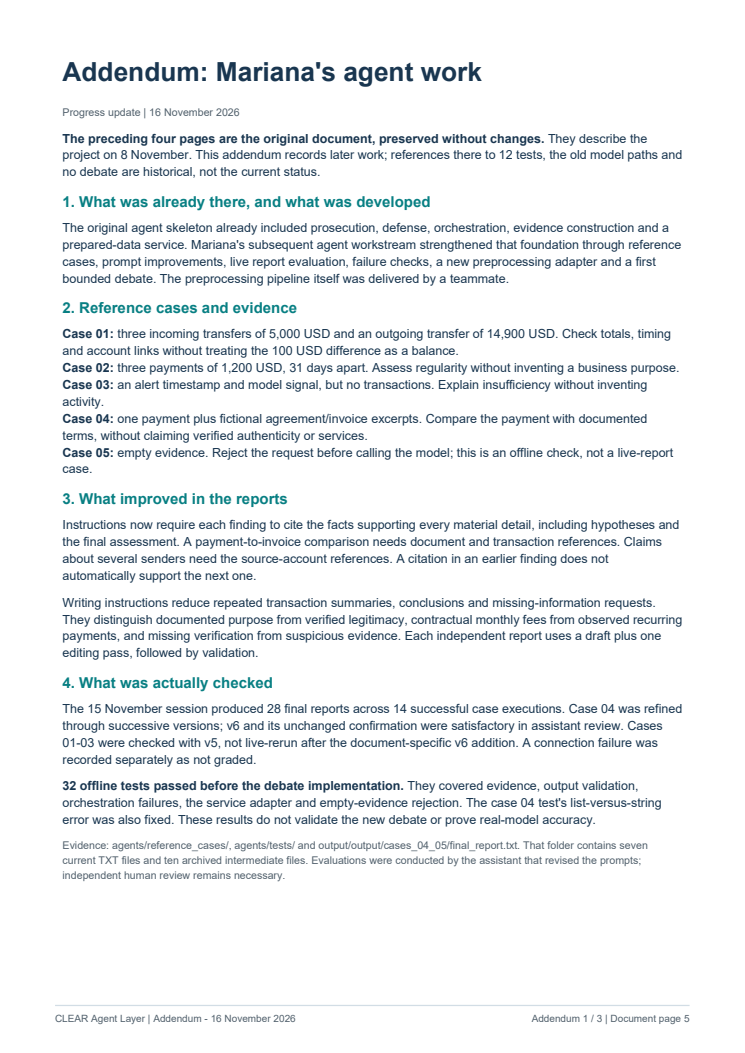 Addendum: Mariana's agent work
Progress update | 16 November 2026
The preceding four pages are the original document, preserved without changes. They describe the
project on 8 November. This addendum records later work; references there to 12 tests, the old model paths and
no debate are historical, not the current status.
1. What was already there, and what was developed
The original agent skeleton already included prosecution, defense, orchestration, evidence construction and a
prepared-data service. Mariana's subsequent agent workstream strengthened that foundation through reference
cases, prompt improvements, live report evaluation, failure checks, a new preprocessing adapter and a first
bounded debate. The preprocessing pipeline itself was delivered by a teammate.
2. Reference cases and evidence
Case 01: three incoming transfers of 5,000 USD and an outgoing transfer of 14,900 USD. Check totals, timing
and account links without treating the 100 USD difference as a balance.
Case 02: three payments of 1,200 USD, 31 days apart. Assess regularity without inventing a business purpose.
Case 03: an alert timestamp and model signal, but no transactions. Explain insufficiency without inventing
activity.
Case 04: one payment plus fictional agreement/invoice excerpts. Compare the payment with documented
terms, without claiming verified authenticity or services.
Case 05: empty evidence. Reject the request before calling the model; this is an offline check, not a live-report
case.
3. What improved in the reports
Instructions now require each finding to cite the facts supporting every material detail, including hypotheses and
the final assessment. A payment-to-invoice comparison needs document and transaction references. Claims
about several senders need the source-account references. A citation in an earlier finding does not
automatically support the next one.
Writing instructions reduce repeated transaction summaries, conclusions and missing-information requests.
They distinguish documented purpose from verified legitimacy, contractual monthly fees from observed recurring
payments, and missing verification from suspicious evidence. Each independent report uses a draft plus one
editing pass, followed by validation.
4. What was actually checked
The 15 November session produced 28 final reports across 14 successful case executions. Case 04 was refined
through successive versions; v6 and its unchanged confirmation were satisfactory in assistant review. Cases
01-03 were checked with v5, not live-rerun after the document-specific v6 addition. A connection failure was
recorded separately as not graded.
32 offline tests passed before the debate implementation. They covered evidence, output validation,
orchestration failures, the service adapter and empty-evidence rejection. The case 04 test's list-versus-string
error was also fixed. These results do not validate the new debate or prove real-model accuracy.
Evidence: agents/reference_cases/, agents/tests/ and output/output/cases_04_05/final_report.txt. That folder contains seven
current TXT files and ten archived intermediate files. Evaluations were conducted by the assistant that revised the prompts;
independent human review remains necessary.
CLEAR Agent Layer | Addendum - 16 November 2026
Addendum 1 / 3 | Document page 5